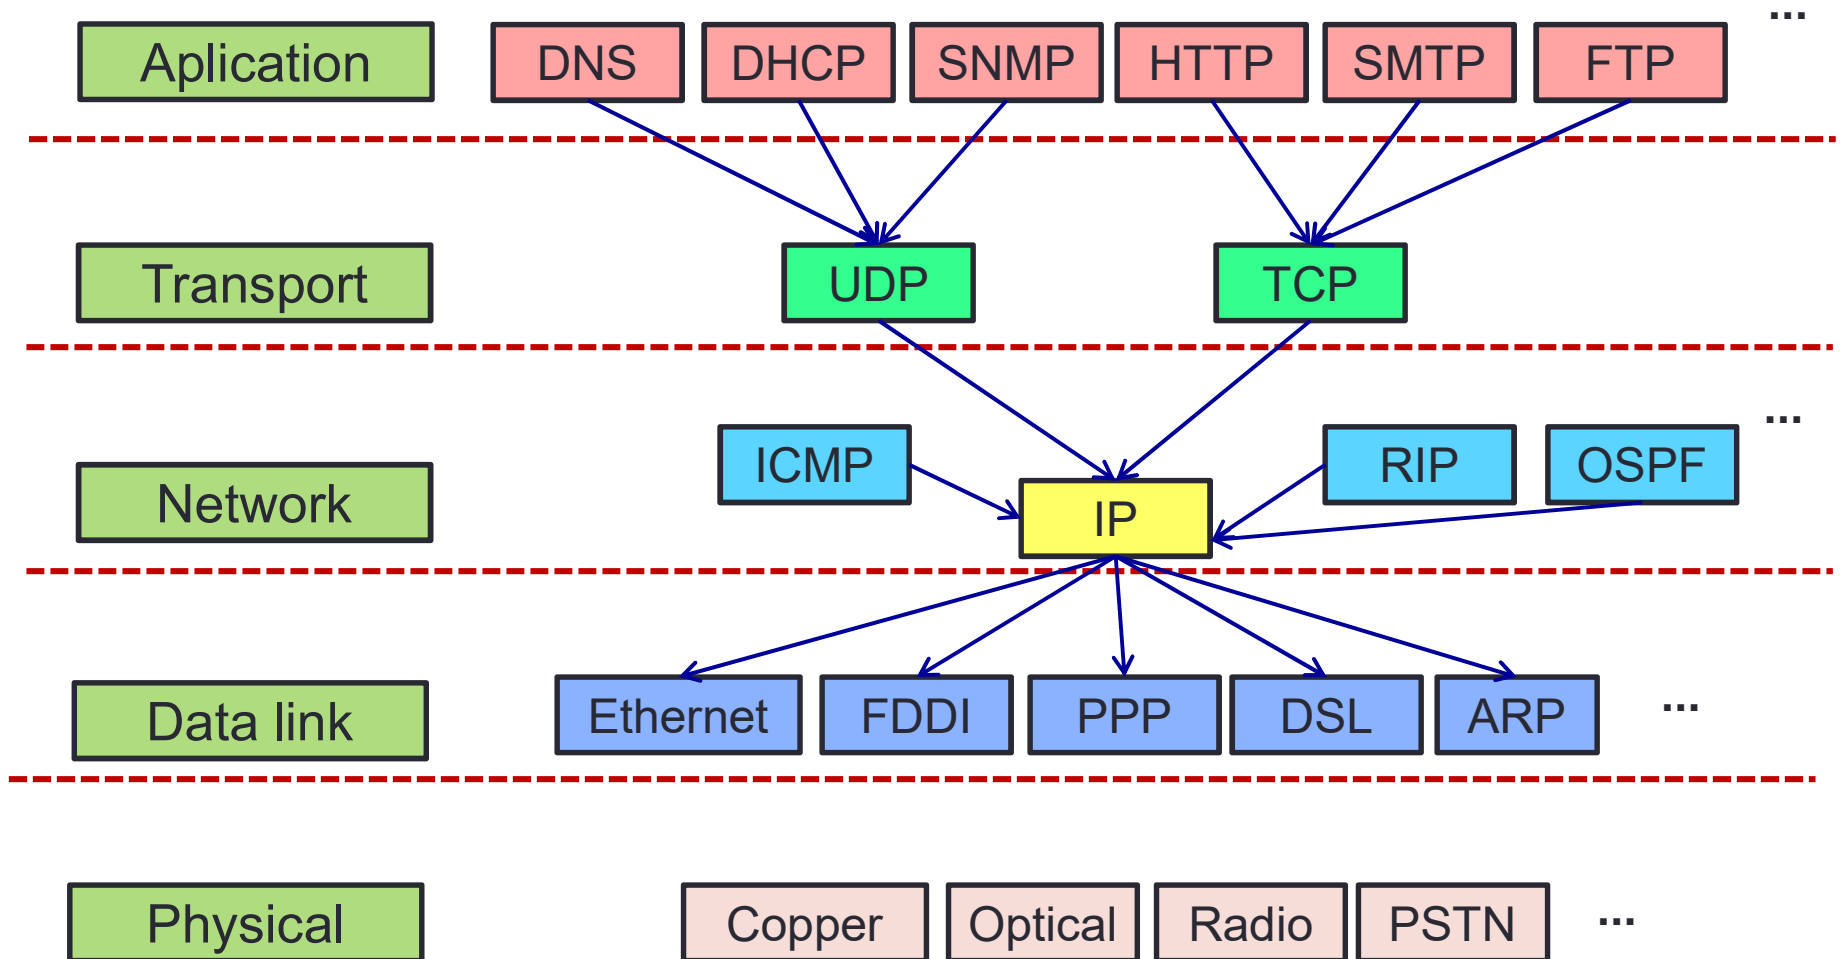 ...
Aplication DNS DHCP SNMP HTTP SMTP FTP
Transport UDP TCP
...
ICMP RIP OSPF
Network IP
Data link Ethernet FDDI PPP DSL ARP ...
Physical Copper Optical Radio PSTN ...